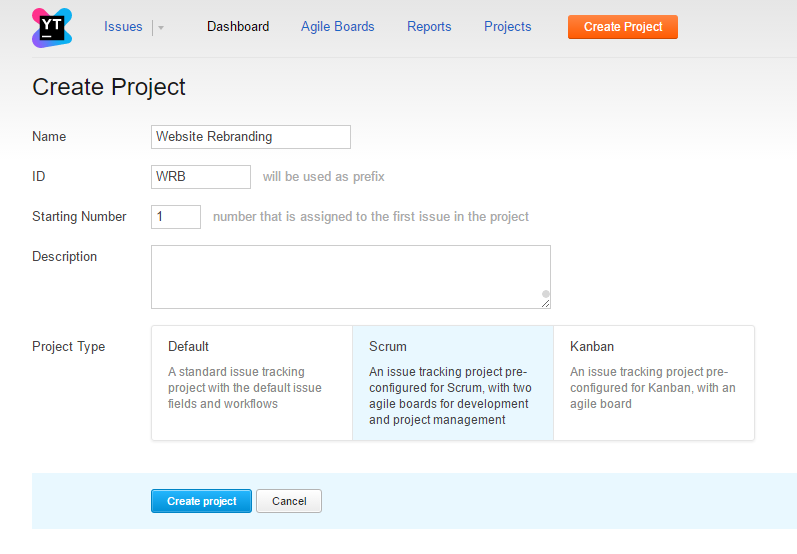 YT
Issues Dashboard Agile Boards Reports Projects Create Project
Create Project
Name Website Rebranding
ID WRB will be used as prefix
Starting Number 1 number that is assigned to the first issue in the project
Description
Project Type
Default
A standard issue tracking
project with the default issue
fields and workflows
Scrum
An issue tracking project pre-
configured for Scrum, with two
agile boards for development
and project management
Kanban
An issue tracking project pre-
configured for Kanban, with an
agile board
Create project Cancel